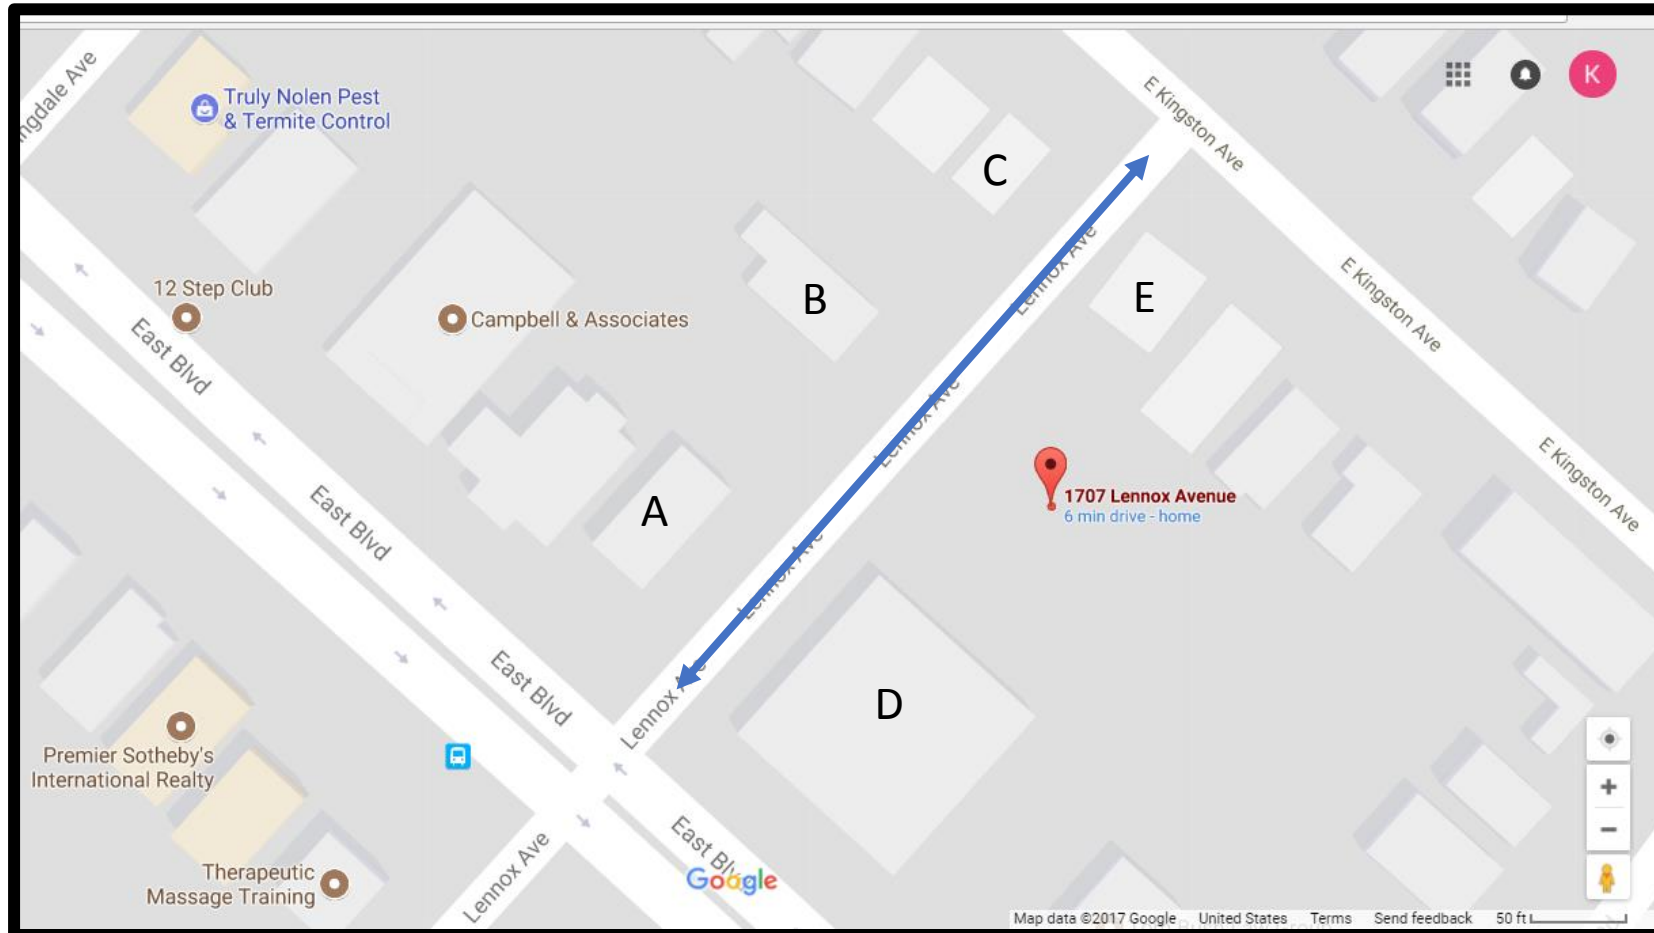 ngdale Ave
Truly Nolen Pest
& Termite Control
E Kingston Ave
K
C
12 Step Club
Campbell & Associates
B
E
Lennox Ave
E Kingston Ave
East Blvd
Lennox Ave
E Kingston Ave
1707 Lennox Avenue
6 min drive - home
A
East Blvd
Lennox Ave
East Blvd
Lennox Ave
D
Premier Sotheby's
International Realty
Therapeutic
Massage Training
Lennox Ave
East Blvd
Google
Map data ©2017 Google United States Terms Send feedback 50 ft